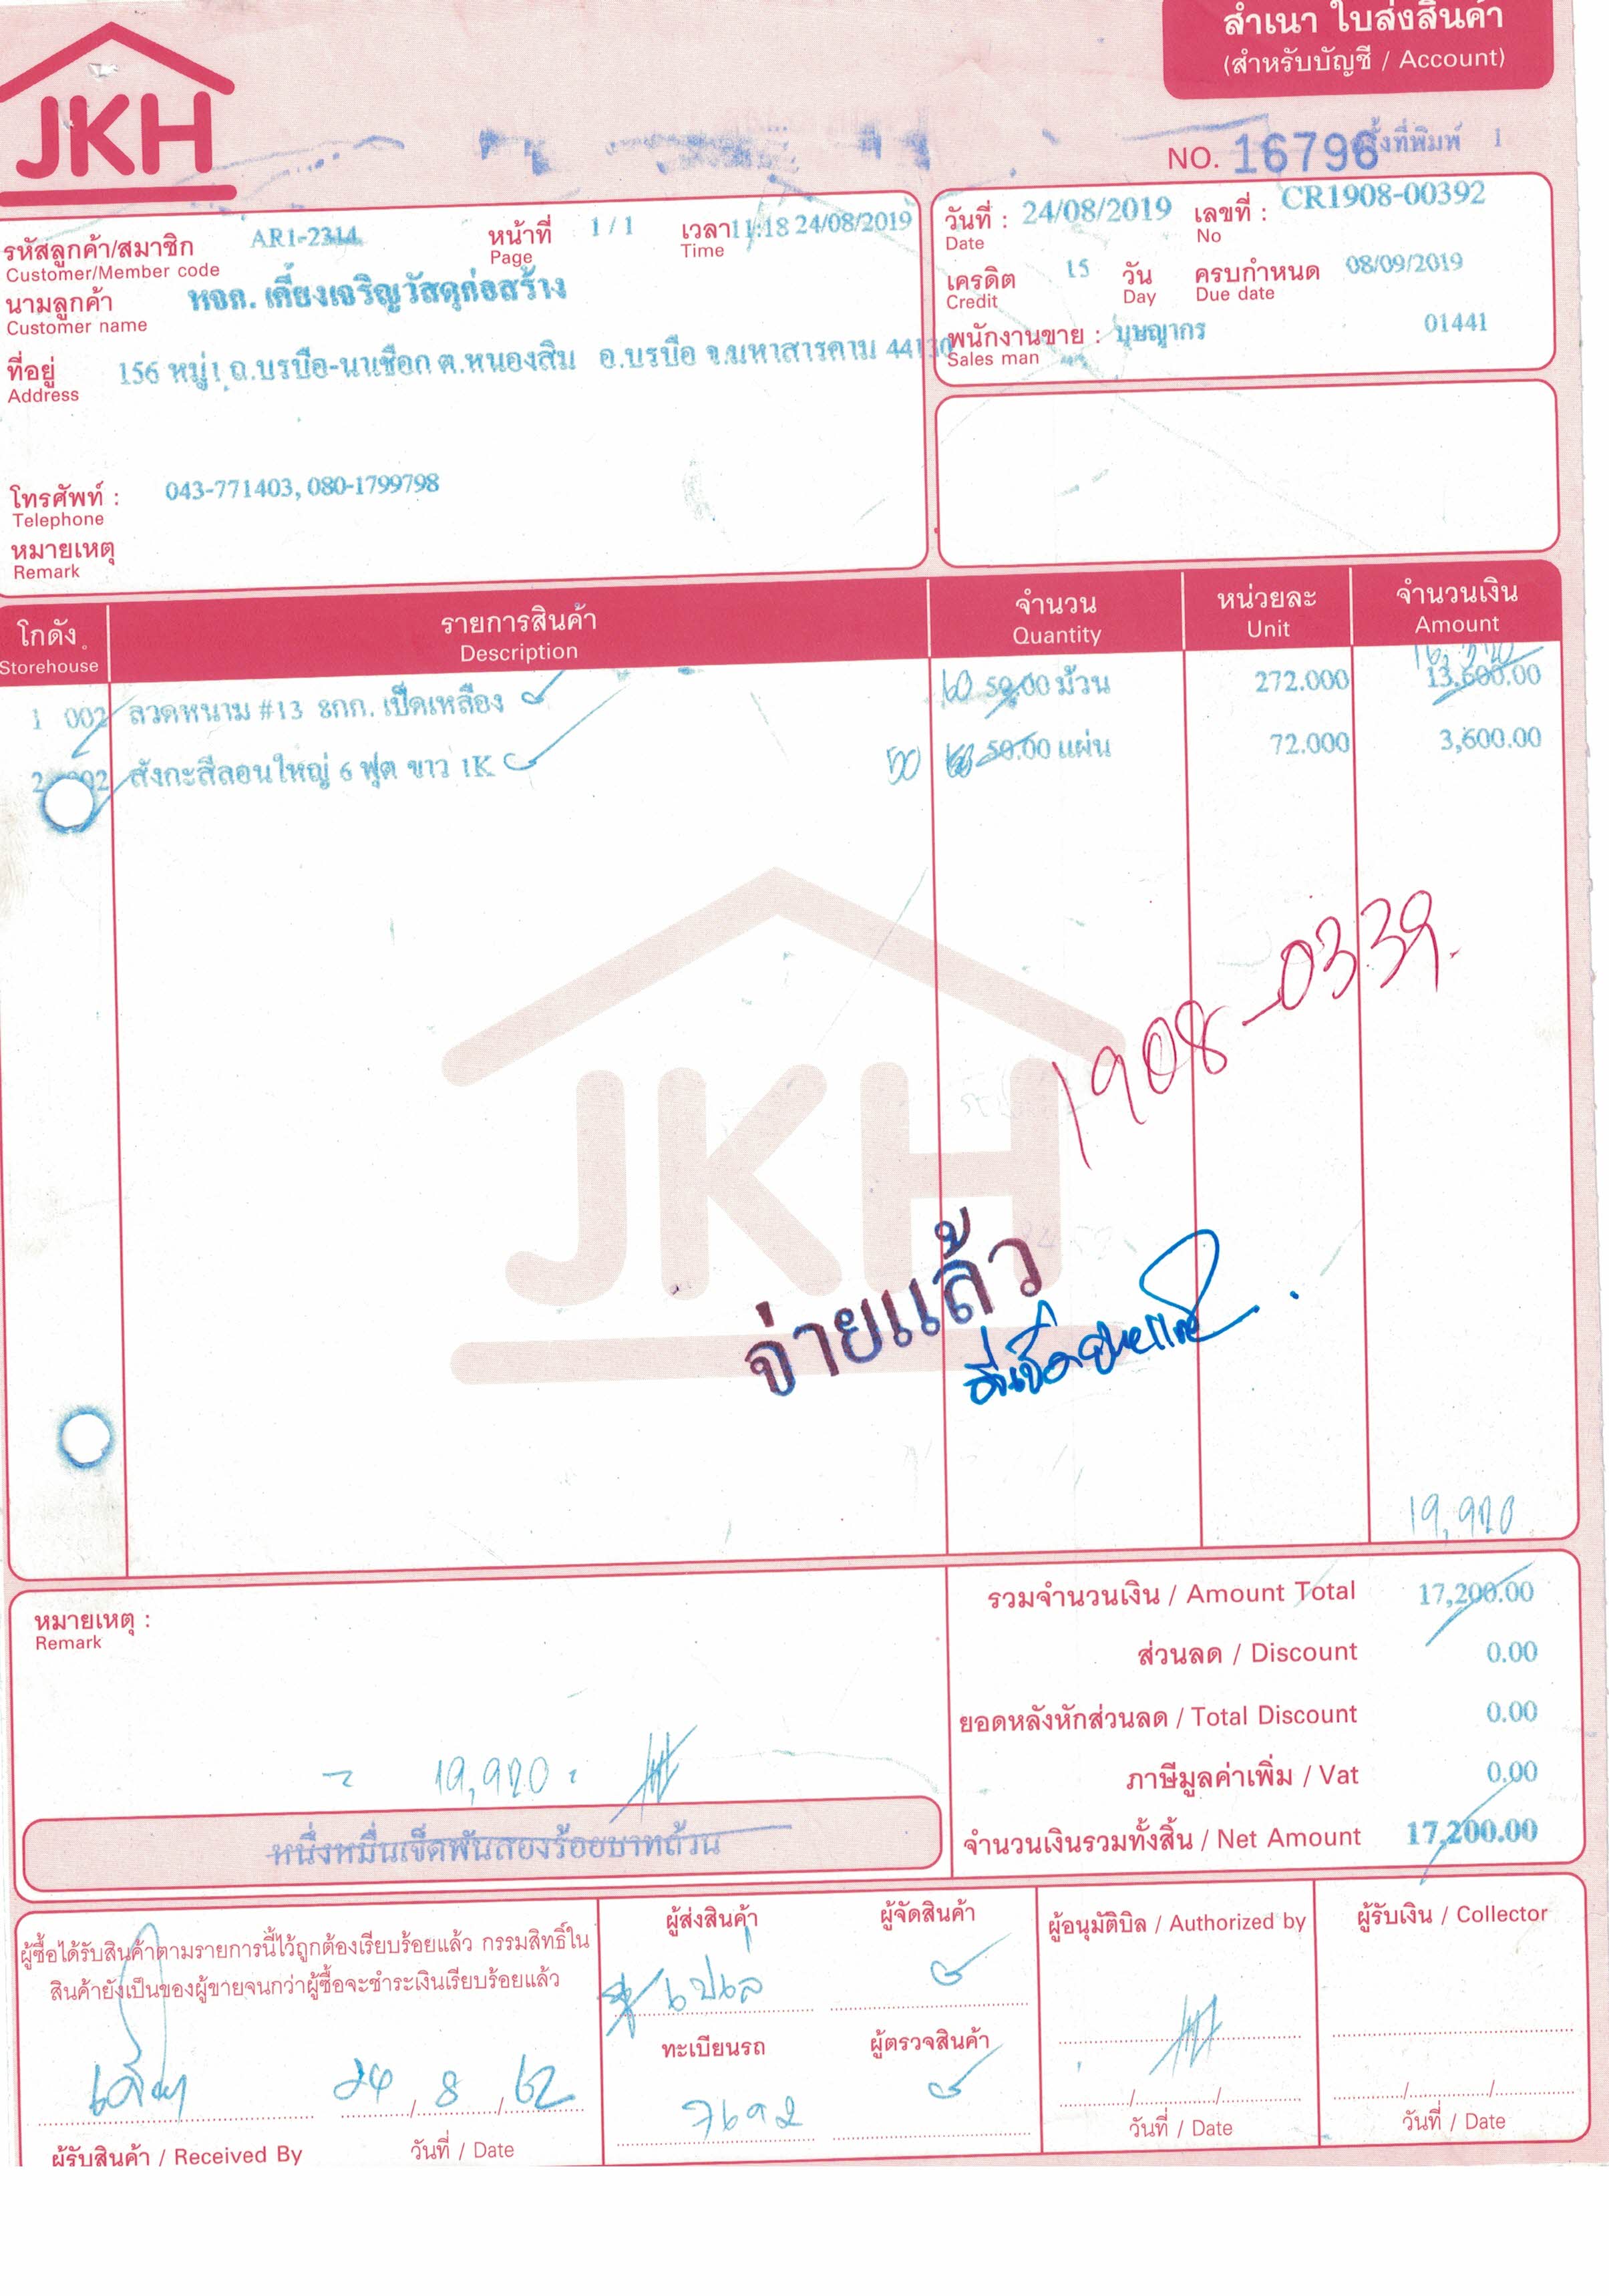 สำเนา ใบส่งสินค้า
(สำหรับบัญชี / Account)
JKH
NO. 16796 ครั้งที่พิมพ์ 1
รหัสลูกค้า/สมาชิก AR1-2314 หน้าที่ 1 / 1 เวลา 11:18 24/08/2019
Customer/Member code Page Time
นามลูกค้า หจก. เคี้ยงเจริญวัสดุก่อสร้าง
Customer name
ที่อยู่ 156 หมู่1 ถ.บรบือ-นาเชือก ต.หนองสิม อ.บรบือ จ.มหาสารคาม 44130
Address
โทรศัพท์ : 043-771403, 080-1799798
Telephone
หมายเหตุ
Remark
วันที่ : 24/08/2019 เลขที่ : CR1908-00392
Date No
เครดิต 15 วัน ครบกำหนด 08/09/2019
Credit Day Due date
พนักงานขาย : บุษญากร 01441
Sales man
โกดัง รายการสินค้า จำนวน หน่วยละ จำนวนเงิน
Storehouse Description Quantity Unit Amount
16,320
1 002 ลวดหนาม #13 8กก. เป็ดเหลือง 60 50.00 ม้วน 272.000 13,600.00
2 002 สังกะสีลอนใหญ่ 6 ฟุต ขาว 1K 50 50.00 แผ่น 72.000 3,600.00
1908-0339
JKH
จ่ายแล้ว
19,920
รวมจำนวนเงิน / Amount Total 17,200.00
หมายเหตุ :
Remark
ส่วนลด / Discount 0.00
ยอดหลังหักส่วนลด / Total Discount 0.00
ภาษีมูลค่าเพิ่ม / Vat 0.00
19,920
หนึ่งหมื่นเจ็ดพันสองร้อยบาทถ้วน
จำนวนเงินรวมทั้งสิ้น / Net Amount 17,200.00
ผู้ซื้อได้รับสินค้าตามรายการนี้ไว้ถูกต้องเรียบร้อยแล้ว กรรมสิทธิ์ใน
สินค้ายังเป็นของผู้ขายจนกว่าผู้ซื้อจะชำระเงินเรียบร้อยแล้ว
24 / 8 / 62
ผู้รับสินค้า / Received By วันที่ / Date
ผู้ส่งสินค้า ผู้จัดสินค้า
ทะเบียนรถ ผู้ตรวจสินค้า
7692
ผู้อนุมัติบิล / Authorized by
วันที่ / Date
ผู้รับเงิน / Collector
วันที่ / Date